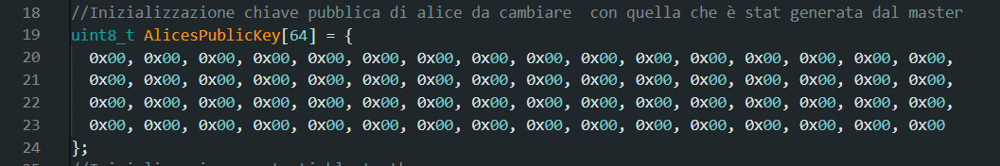 18 //Inizializzazione chiave pubblica di alice da cambiare  con quella che è stat generata dal master
19 uint8_t AlicesPublicKey[64] = {
20   0x00, 0x00, 0x00, 0x00, 0x00, 0x00, 0x00, 0x00, 0x00, 0x00, 0x00, 0x00, 0x00, 0x00, 0x00, 0x00,
21   0x00, 0x00, 0x00, 0x00, 0x00, 0x00, 0x00, 0x00, 0x00, 0x00, 0x00, 0x00, 0x00, 0x00, 0x00, 0x00,
22   0x00, 0x00, 0x00, 0x00, 0x00, 0x00, 0x00, 0x00, 0x00, 0x00, 0x00, 0x00, 0x00, 0x00, 0x00, 0x00,
23   0x00, 0x00, 0x00, 0x00, 0x00, 0x00, 0x00, 0x00, 0x00, 0x00, 0x00, 0x00, 0x00, 0x00, 0x00, 0x00
24 };